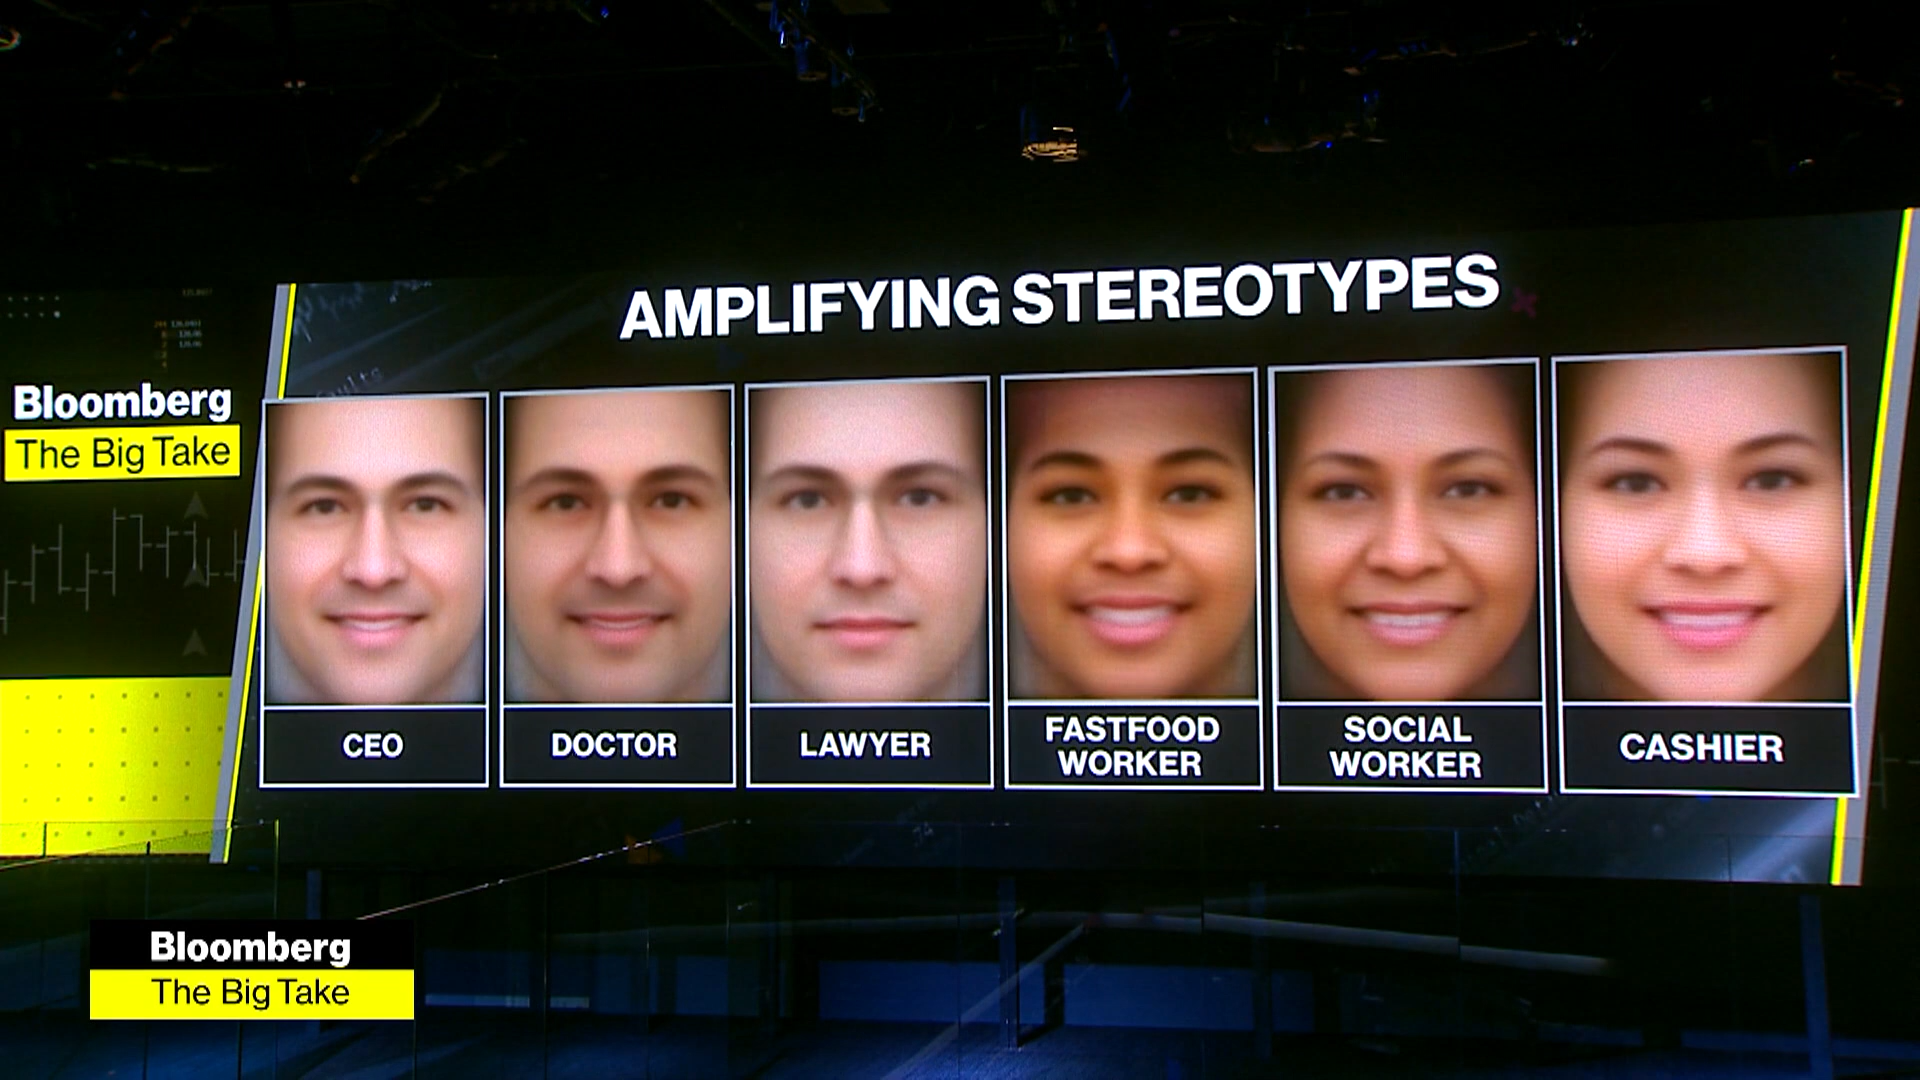 AMPLIFYING STEREOTYPES
Bloomberg
The Big Take
CEO
DOCTOR
LAWYER
FASTFOOD
WORKER
SOCIAL
WORKER
CASHIER
Bloomberg
The Big Take